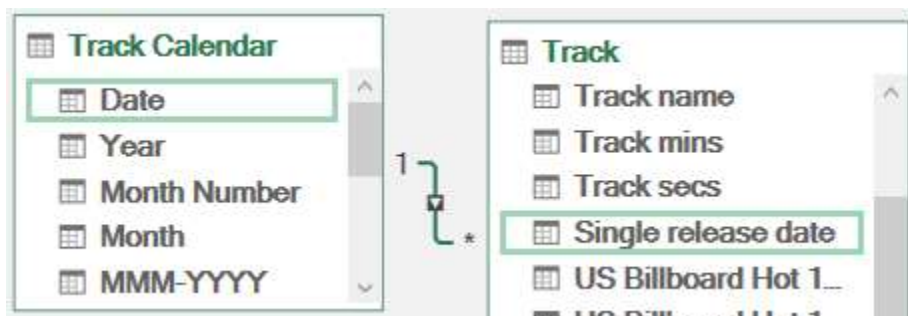 Track Calendar
Date
Year
Month Number
Month
MMM-YYYY
1
*
Track
Track name
Track mins
Track secs
Single release date
US Billboard Hot 1...